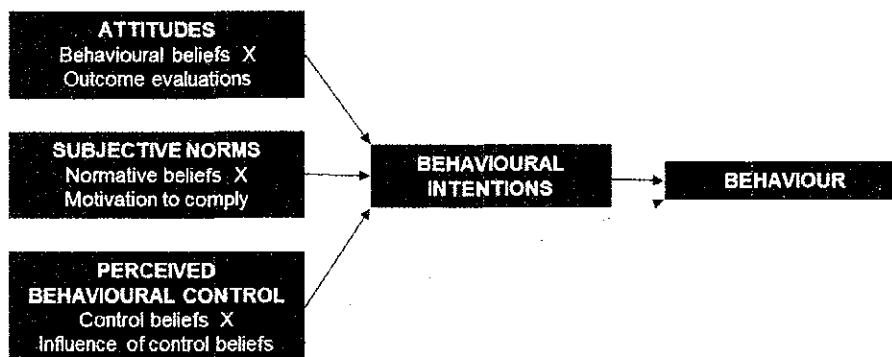 ATTITUDES
Behavioural beliefs X
Outcome evaluations
SUBJECTIVE NORMS
Normative beliefs X
Motivation to comply
PERCEIVED
BEHAVIOURAL CONTROL
Control beliefs X
Influence of control beliefs
BEHAVIOURAL
INTENTIONS
BEHAVIOUR